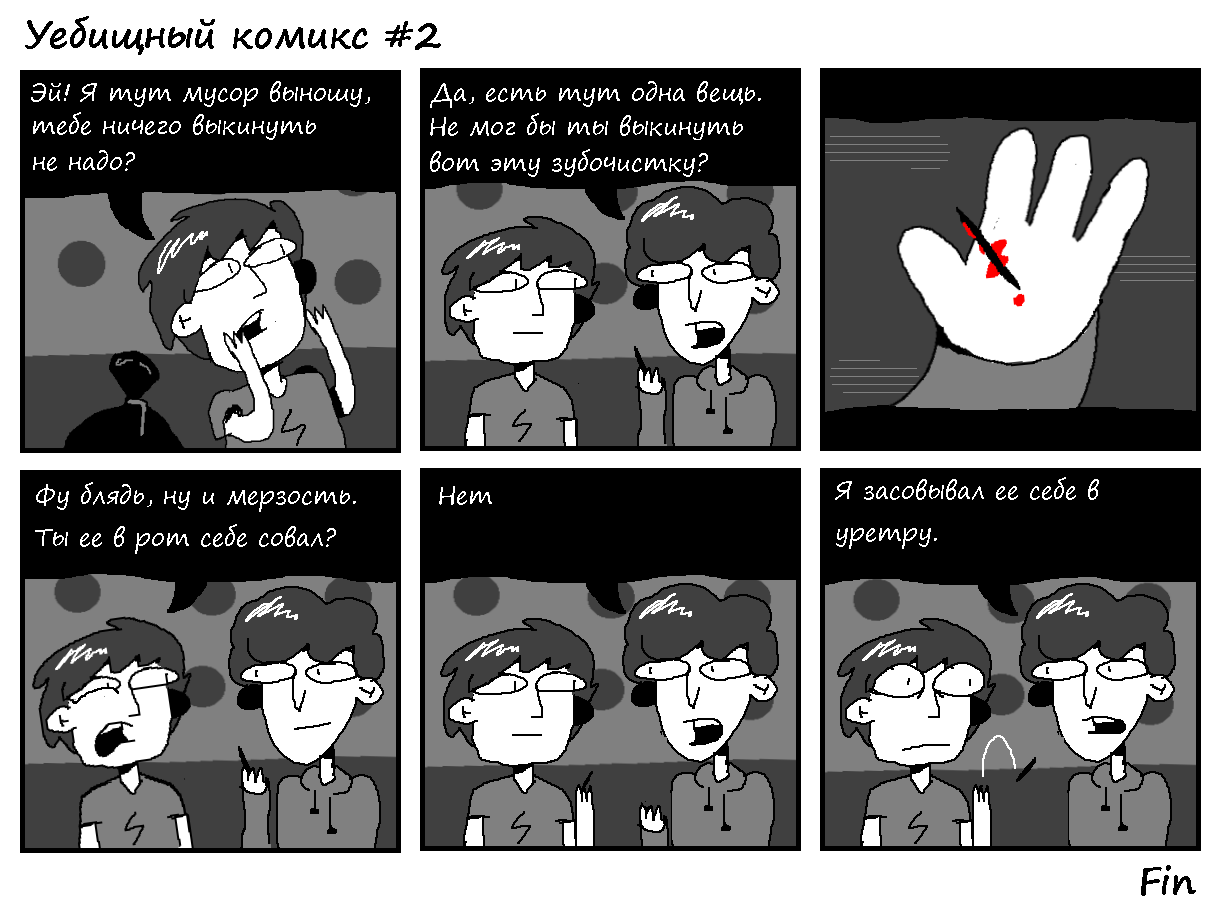 Уебищный комикс #2
Эй! Я тут мусор выношу,
тебе ничего выкинуть
не надо?
Да, есть тут одна вещь.
Не мог бы ты выкинуть
вот эту зубочистку?
Фу блядь, ну и мерзость.
Ты ее в рот себе совал?
Нет
Я засовывал ее себе в
уретру.
Fin